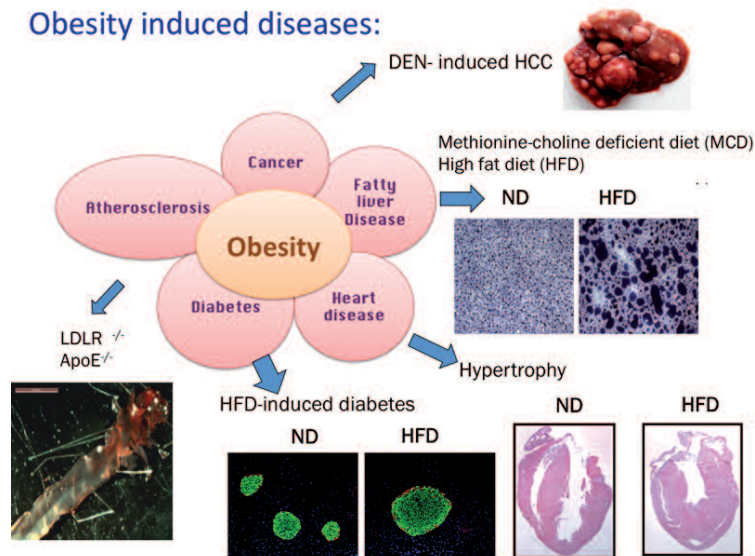 Obesity induced diseases:
DEN- induced HCC
Cancer
Methionine-choline deficient diet (MCD)
High fat diet (HFD)
Atherosclerosis
Fatty
liver
Disease
ND HFD
Obesity
Diabetes
Heart
disease
LDLR -/-
ApoE-/-
Hypertrophy
HFD-induced diabetes
ND HFD
ND HFD